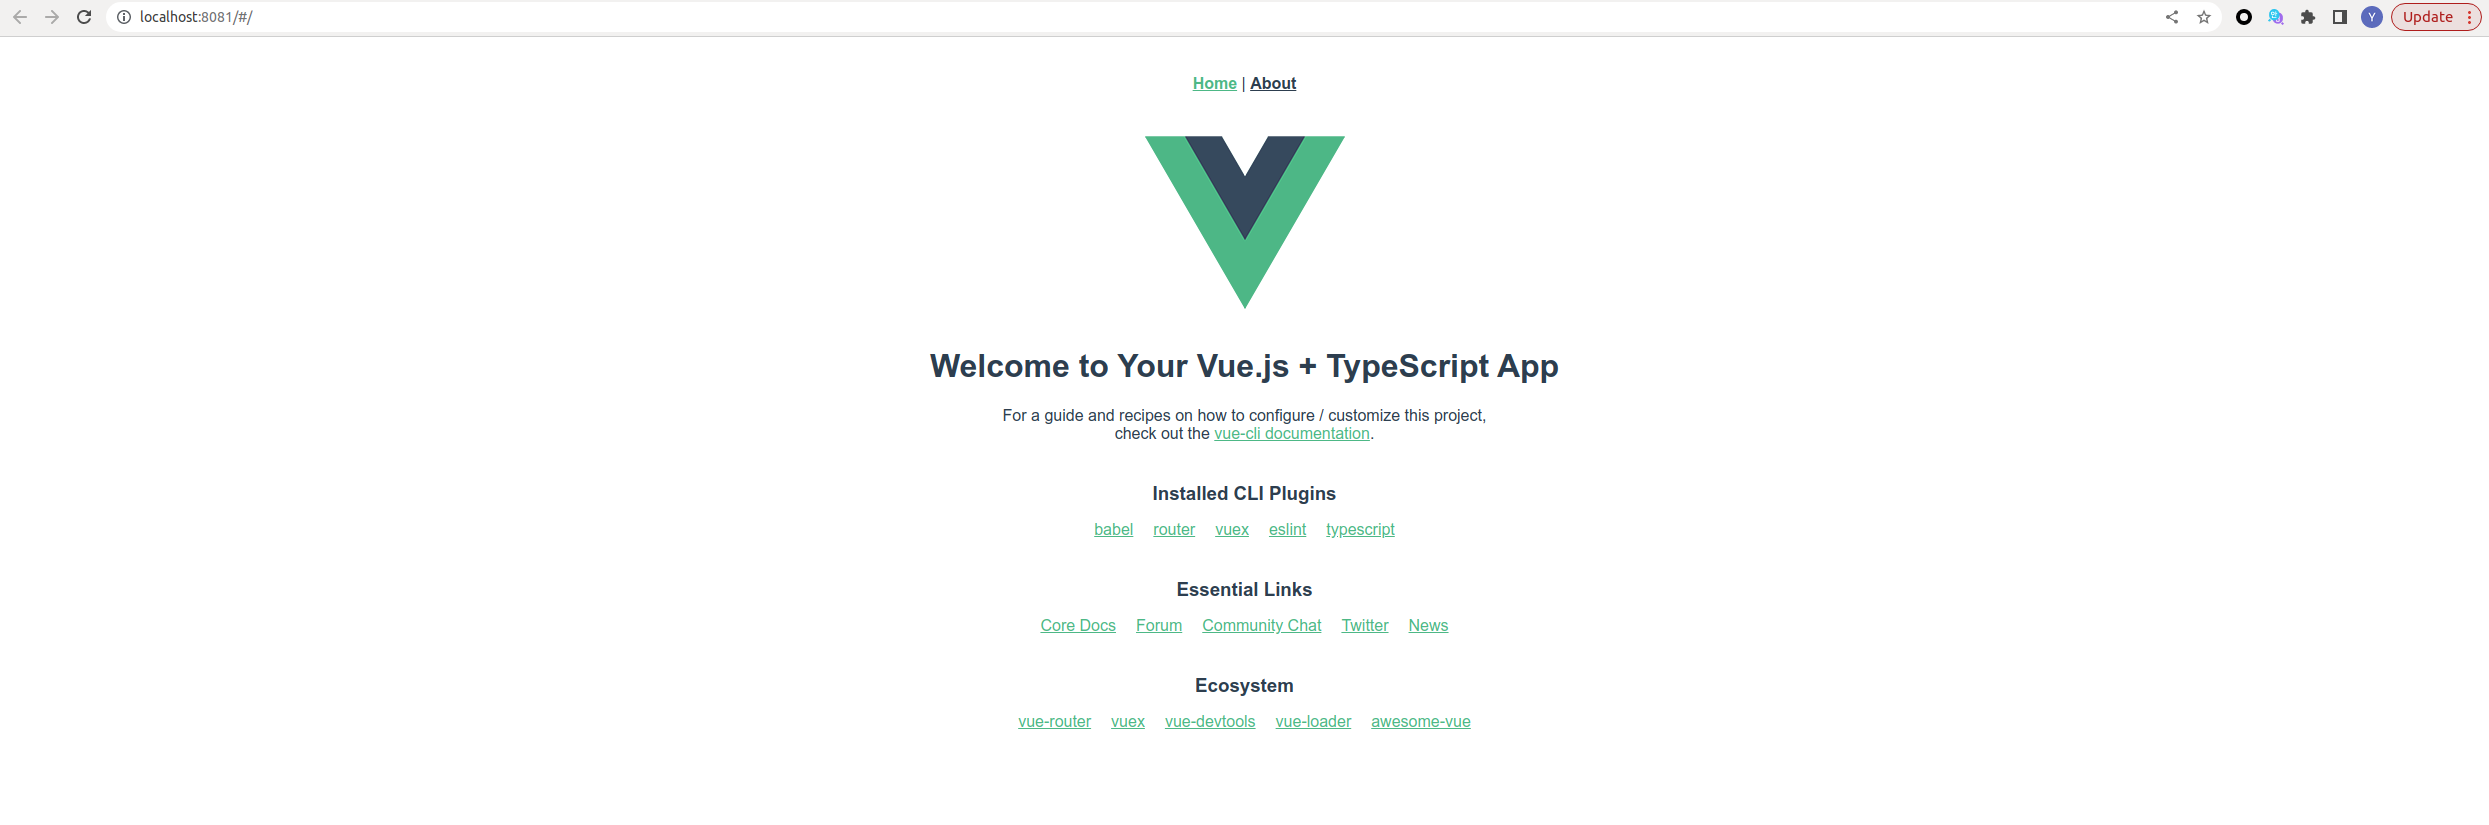 localhost:8081/#/
Y
Update
Home | About
Welcome to Your Vue.js + TypeScript App
For a guide and recipes on how to configure / customize this project,
check out the vue-cli documentation.
Installed CLI Plugins
babel router vuex eslint typescript
Essential Links
Core Docs Forum Community Chat Twitter News
Ecosystem
vue-router vuex vue-devtools vue-loader awesome-vue